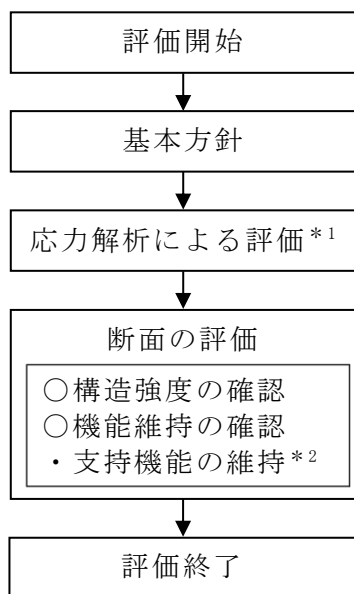 評価開始
基本方針
応力解析による評価*1
断面の評価
○構造強度の確認
○機能維持の確認
・支持機能の維持*2
評価終了